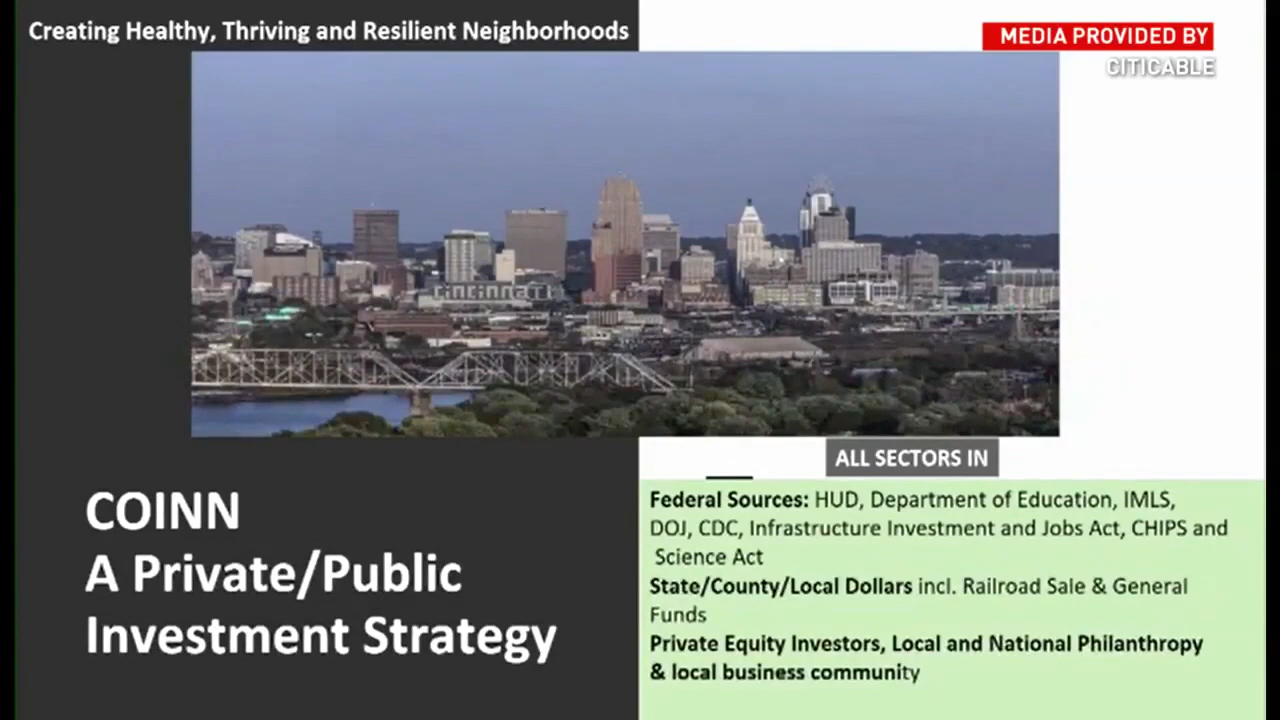 Creating Healthy, Thriving and Resilient Neighborhoods
MEDIA PROVIDED BY
CITICABLE
cincinnati
ALL SECTORS IN
COINN
A Private/Public
Investment Strategy
Federal Sources: HUD, Department of Education, IMLS,
DOJ, CDC, Infrastructure Investment and Jobs Act, CHIPS and
Science Act
State/County/Local Dollars incl. Railroad Sale & General
Funds
Private Equity Investors, Local and National Philanthropy
& local business community